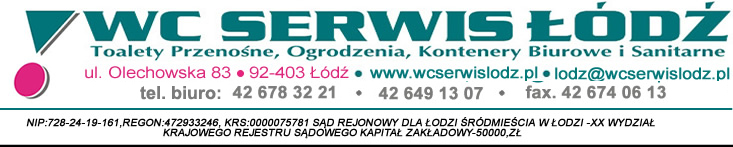 WC SERWIS ŁÓDŹ
Toalety Przenośne, Ogrodzenia, Kontenery Biurowe i Sanitarne
ul. Olechowska 83 ● 92-403 Łódź ● www.wcserwislodz.pl ● lodz@wcserwislodz.pl
tel. biuro: 42 678 32 21 • 42 649 13 07 • fax. 42 674 06 13
NIP:728-24-19-161,REGON:472933246, KRS:0000075781 SĄD REJONOWY DLA ŁODZI ŚRÓDMIEŚCIA W ŁODZI -XX WYDZIAŁ
KRAJOWEGO REJESTRU SĄDOWEGO KAPITAŁ ZAKŁADOWY-50000,ZŁ